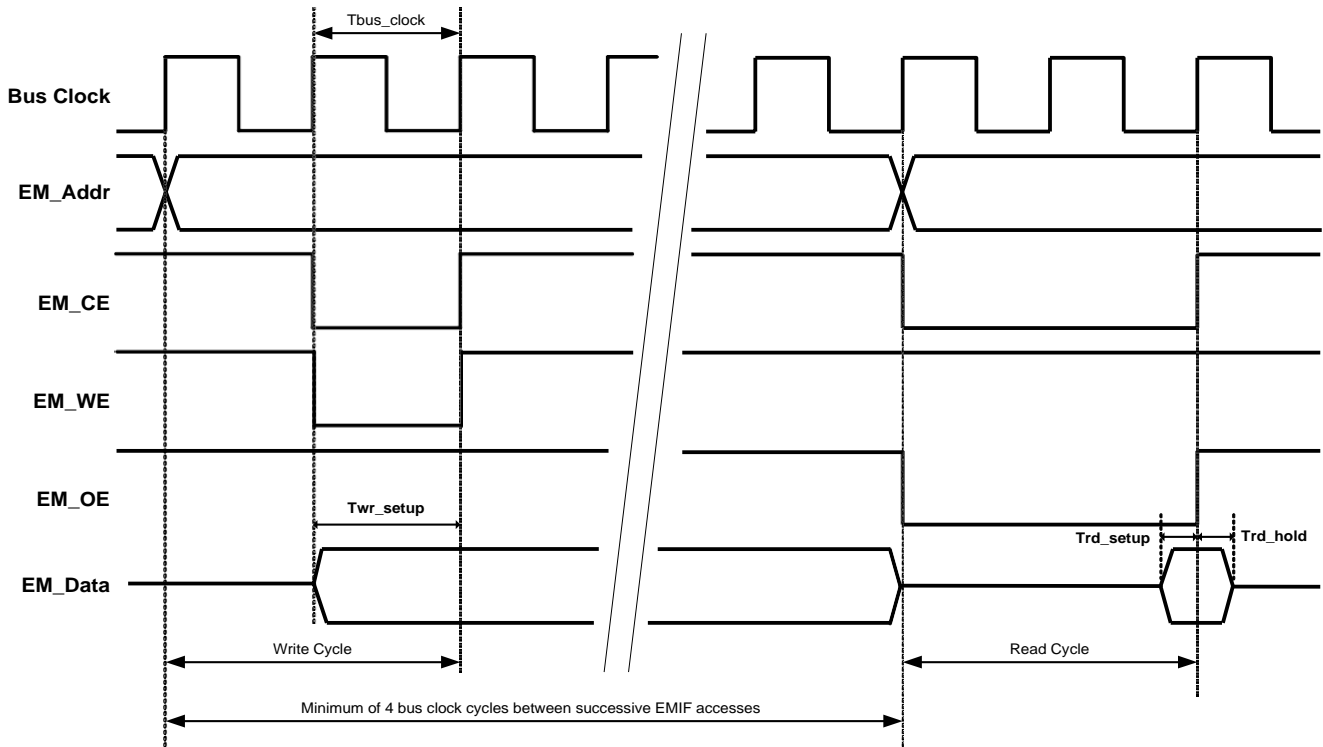 Tbus_clock
Bus Clock
EM_Addr
EM_CE
EM_WE
EM_OE
Twr_setup
Trd_setup
Trd_hold
EM_Data
Write Cycle
Read Cycle
Minimum of 4 bus clock cycles between successive EMIF accesses